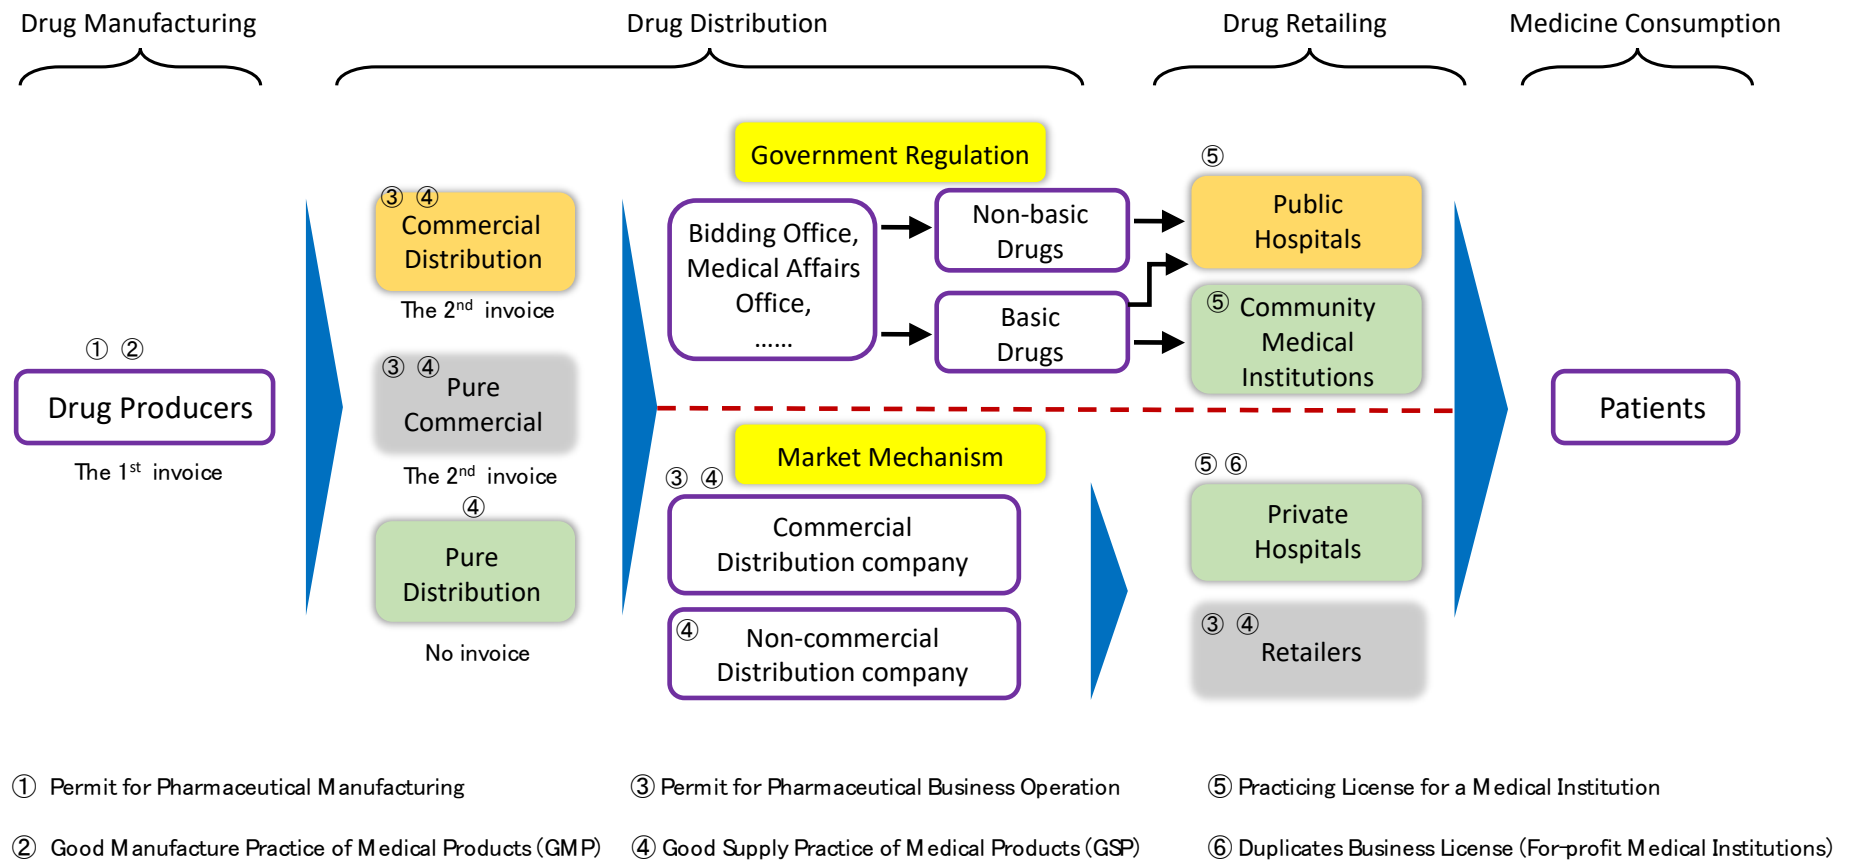 Drug Manufacturing
Drug Distribution
Drug Retailing
Medicine Consumption
① ②
Drug Producers
The 1st invoice
③ ④
Commercial
Distribution
The 2nd invoice
③ ④
Pure
Commercial
The 2nd invoice
④
Pure
Distribution
No invoice
Government Regulation
Bidding Office,
Medical Affairs
Office,
......
Non-basic
Drugs
Basic
Drugs
⑤
Public
Hospitals
⑤ Community
Medical
Institutions
Market Mechanism
③ ④
Commercial
Distribution company
④
Non-commercial
Distribution company
⑤ ⑥
Private
Hospitals
③ ④
Retailers
Patients
① Permit for Pharmaceutical Manufacturing
③ Permit for Pharmaceutical Business Operation
⑤ Practicing License for a Medical Institution
② Good Manufacture Practice of Medical Products (GMP)
④ Good Supply Practice of Medical Products (GSP)
⑥ Duplicates Business License (For-profit Medical Institutions)